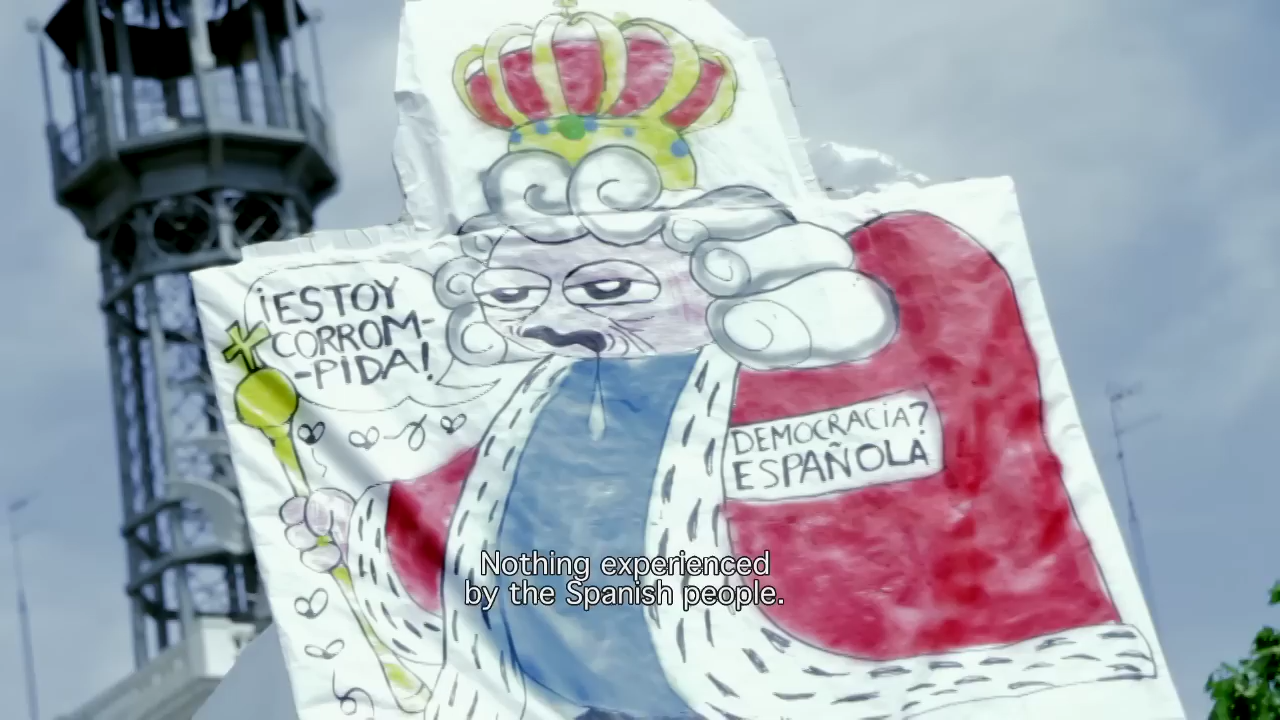 ¡ESTOY
CORROM-
-PIDA!
DEMOCRACIA?
ESPAÑOLA
Nothing experienced
by the Spanish people.